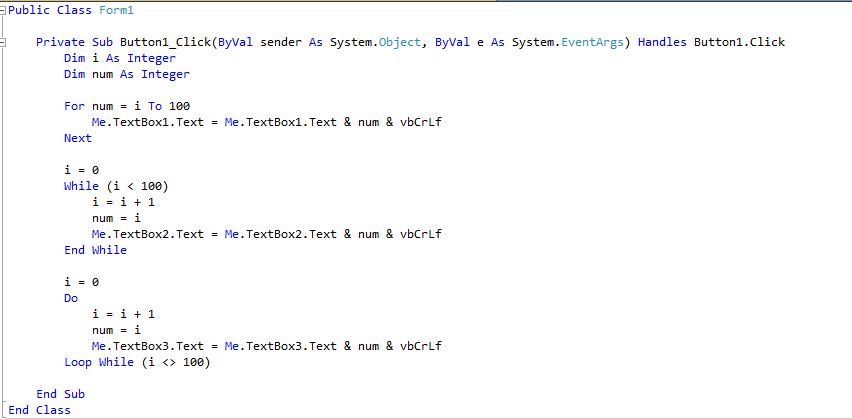 Public Class Form1
Private Sub Button1_Click(ByVal sender As System.Object, ByVal e As System.EventArgs) Handles Button1.Click
Dim i As Integer
Dim num As Integer
For num = i To 100
Me.TextBox1.Text = Me.TextBox1.Text & num & vbCrLf
Next
i = 0
While (i < 100)
i = i + 1
num = i
Me.TextBox2.Text = Me.TextBox2.Text & num & vbCrLf
End While
i = 0
Do
i = i + 1
num = i
Me.TextBox3.Text = Me.TextBox3.Text & num & vbCrLf
Loop While (i <> 100)
End Sub
End Class